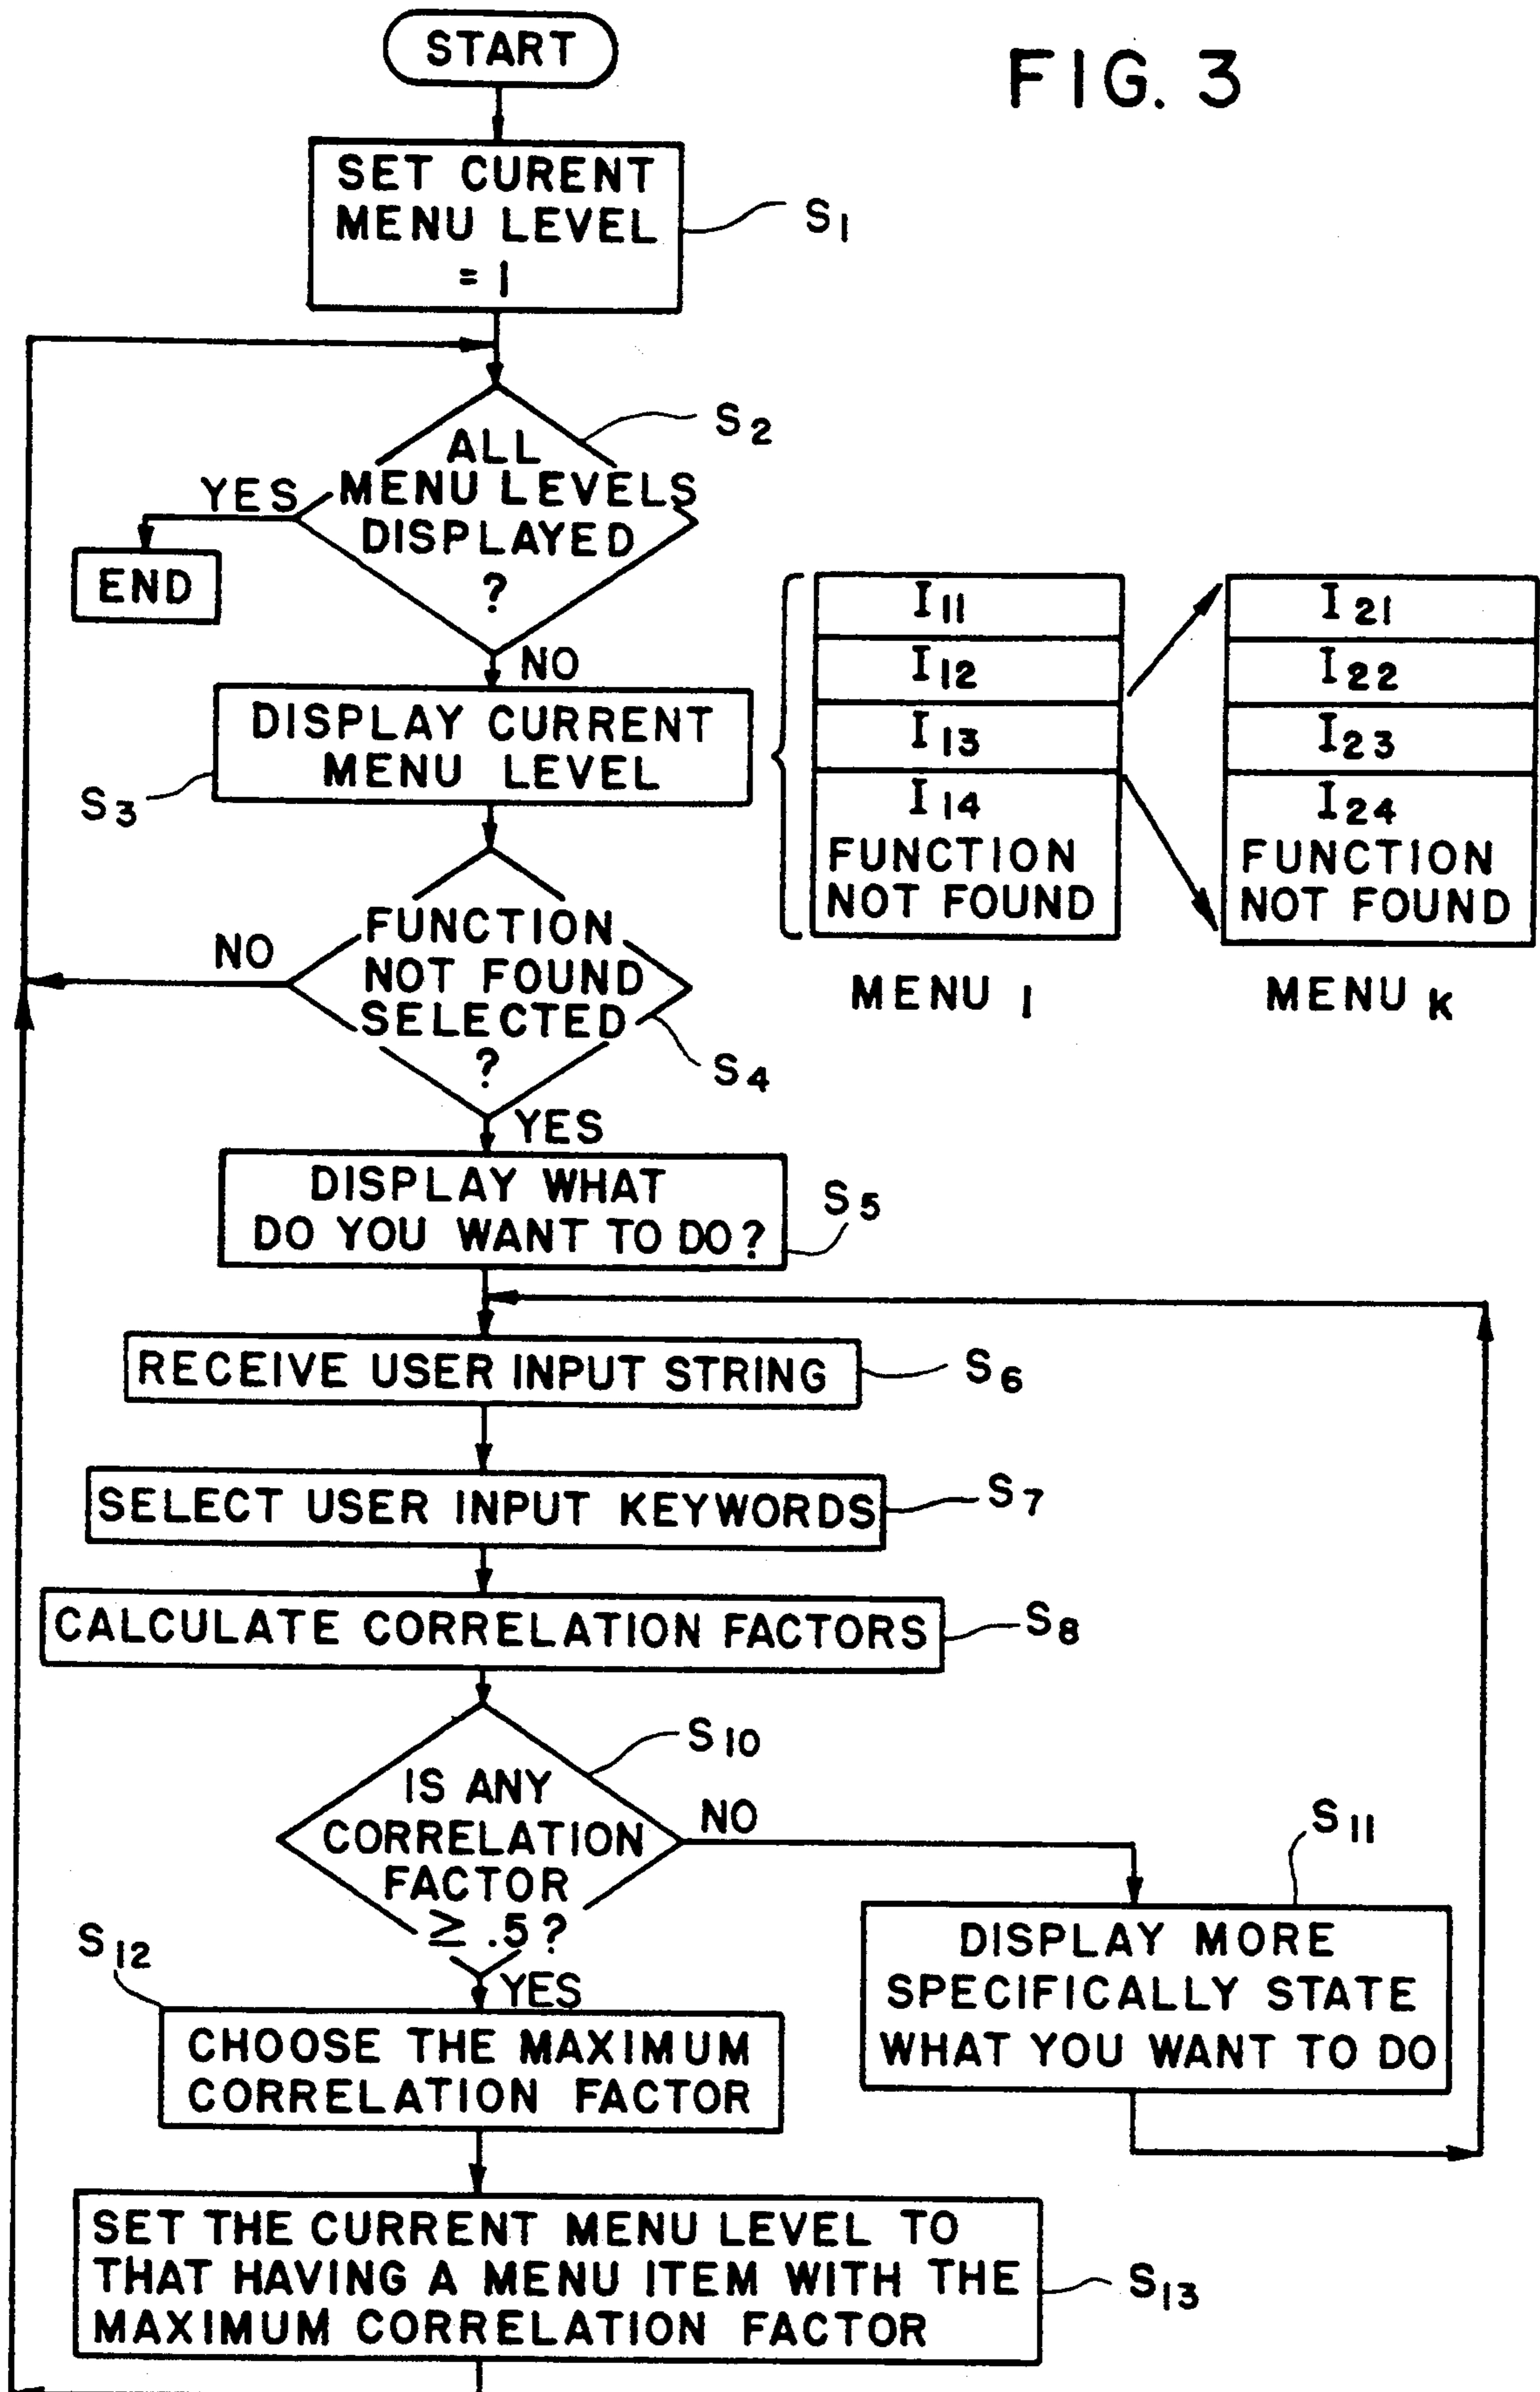 START
FIG. 3
SET CURENT
MENU LEVEL
= 1
S1
S2
ALL
MENU LEVELS
DISPLAYED
?
YES
END
NO
DISPLAY CURRENT
MENU LEVEL
S3
I11
I12
I13
I14
FUNCTION
NOT FOUND
MENU 1
I21
I22
I23
I24
FUNCTION
NOT FOUND
MENU K
FUNCTION
NOT FOUND
SELECTED
?
NO
S4
YES
DISPLAY WHAT
DO YOU WANT TO DO?
S5
RECEIVE USER INPUT STRING
S6
SELECT USER INPUT KEYWORDS
S7
CALCULATE CORRELATION FACTORS
S8
S10
IS ANY
CORRELATION
FACTOR
≥ .5?
NO
S11
DISPLAY MORE
SPECIFICALLY STATE
WHAT YOU WANT TO DO
S12
YES
CHOOSE THE MAXIMUM
CORRELATION FACTOR
SET THE CURRENT MENU LEVEL TO
THAT HAVING A MENU ITEM WITH THE
MAXIMUM CORRELATION FACTOR
S13